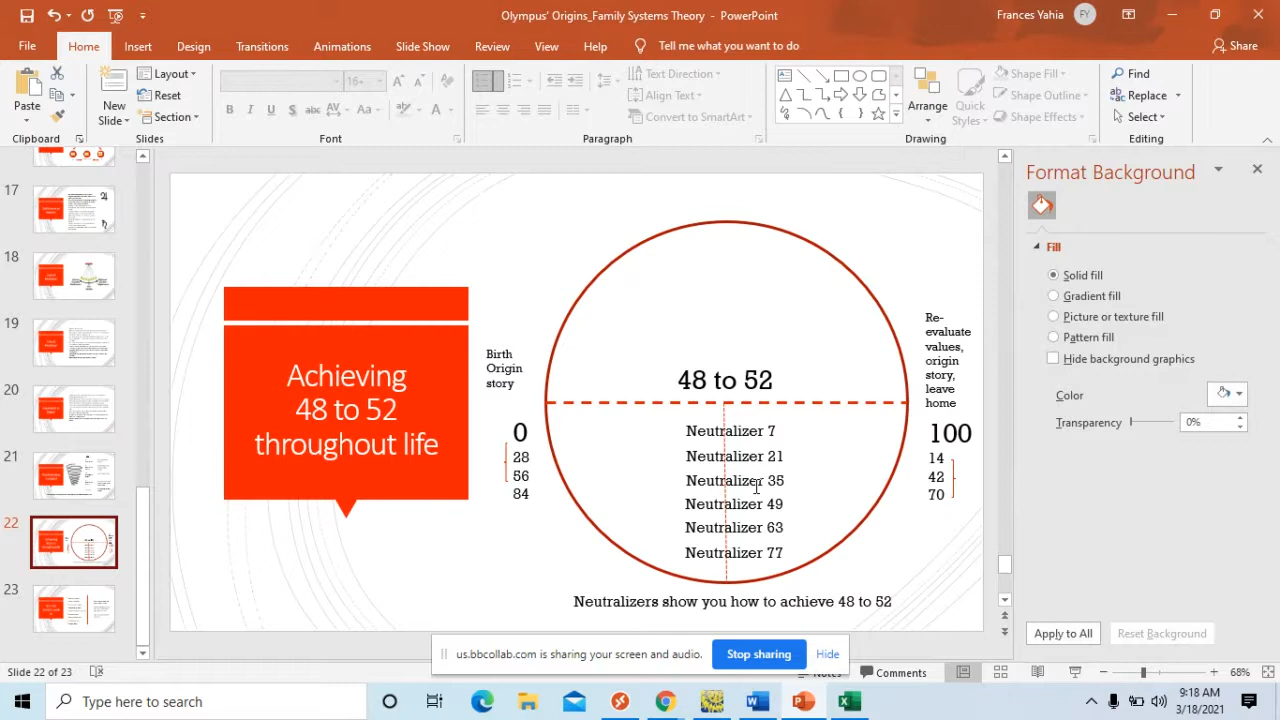 Olympus' Origins_Family Systems Theory - PowerPoint
Frances Yahia
FY
File
Home
Insert
Design
Transitions
Animations
Slide Show
Review
View
Help
Tell me what you want to do
Share
Paste
New
Slide
Layout
Reset
Section
16+
B I U S abc AV Aa
A
Text Direction
Align Text
Convert to SmartArt
Arrange
Quick
Styles
Shape Fill
Shape Outline
Shape Effects
Find
Replace
Select
Clipboard
Slides
Font
Paragraph
Drawing
Editing
17
18
19
20
21
22
23
Achieving
48 to 52
throughout life
Birth
Origin
story
0
28
56
84
48 to 52
Neutralizer 7
Neutralizer 21
Neutralizer 35
Neutralizer 49
Neutralizer 63
Neutralizer 77
Re-
evaluate
values,
origin
story,
leave
home
100
14
42
70
Neutralizers show you how to achieve 48 to 52
Format Background
Fill
Solid fill
Gradient fill
Picture or texture fill
Pattern fill
Hide background graphics
Color
Transparency
0%
Apply to All
Reset Background
us.bbcollab.com is sharing your screen and audio.
Stop sharing
Hide
Slide 22 of 23
Comments
68%
Type here to search
9:18 AM
3/18/2021